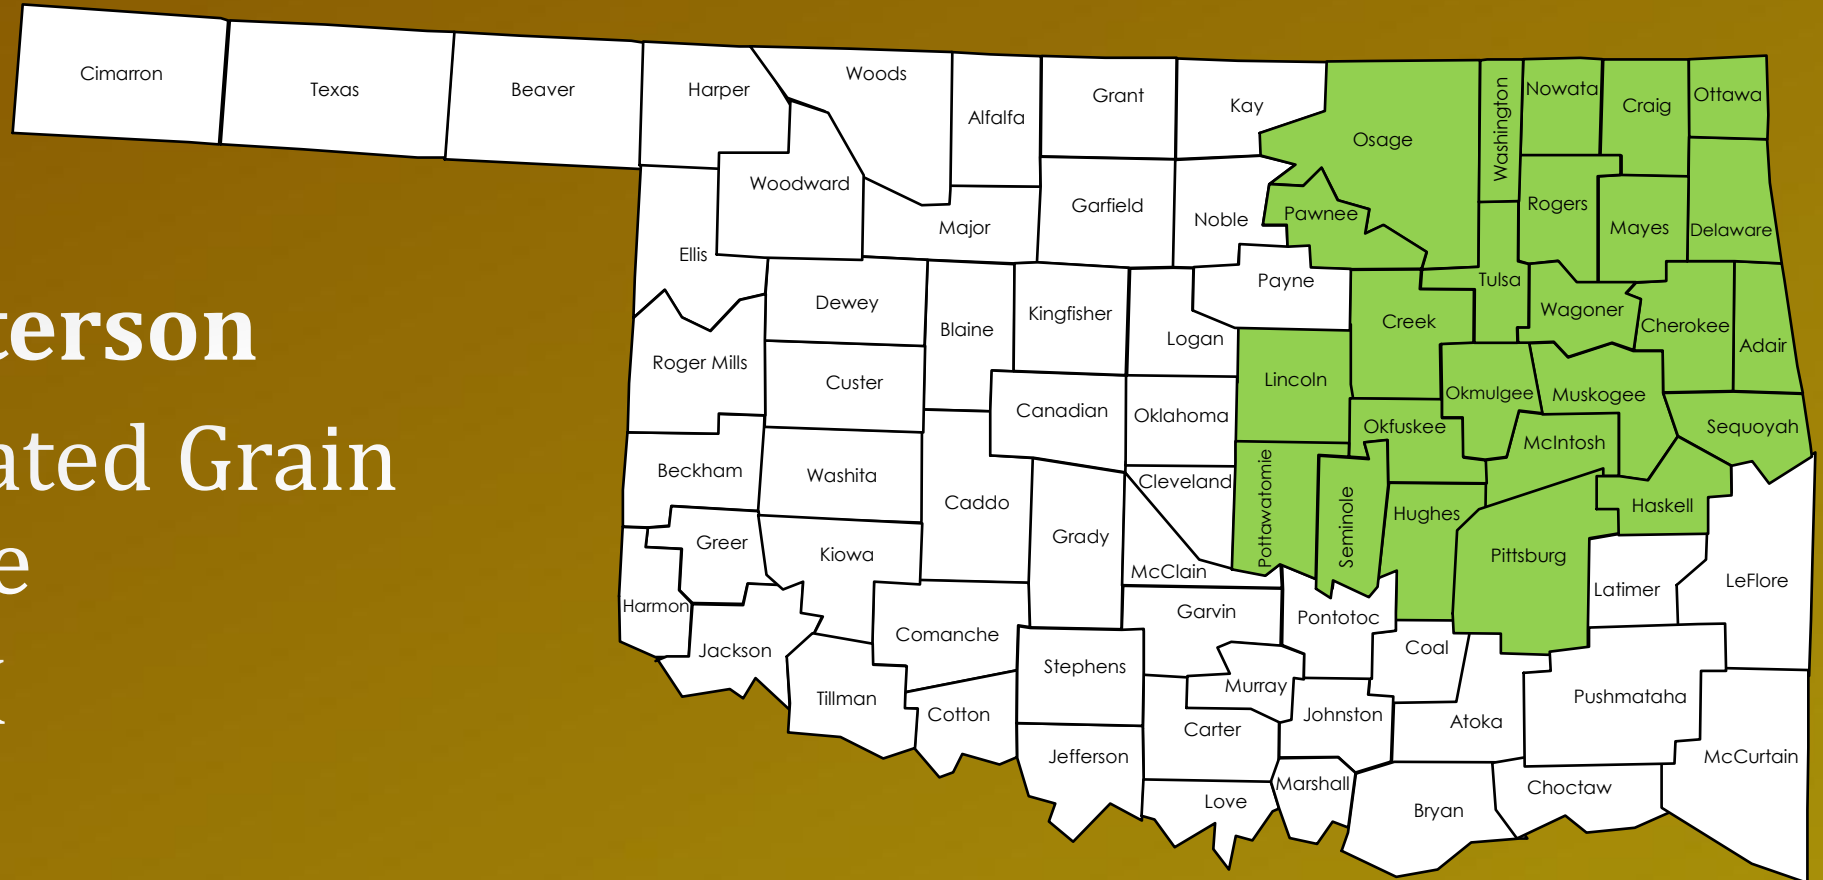 Cimarron
Texas
Beaver
Harper
Woods
Alfalfa
Grant
Kay
Osage
Washington
Nowata
Craig
Ottawa
Woodward
Major
Garfield
Noble
Pawnee
Rogers
Mayes
Delaware
Ellis
Dewey
Blaine
Kingfisher
Logan
Payne
Creek
Tulsa
Wagoner
Cherokee
Adair
terson
Roger Mills
Custer
Canadian
Oklahoma
Lincoln
Okmulgee
Muskogee
Okfuskee
McIntosh
Sequoyah
ated Grain
Beckham
Washita
Caddo
Grady
Cleveland
Pottawatomie
Seminole
Hughes
Haskell
Greer
Kiowa
McClain
Pittsburg
Latimer
LeFlore
e
Harmon
Jackson
Comanche
Stephens
Garvin
Pontotoc
Coal
Tillman
Cotton
Murray
Carter
Johnston
Atoka
Pushmataha
Jefferson
Love
Marshall
Bryan
Choctaw
McCurtain